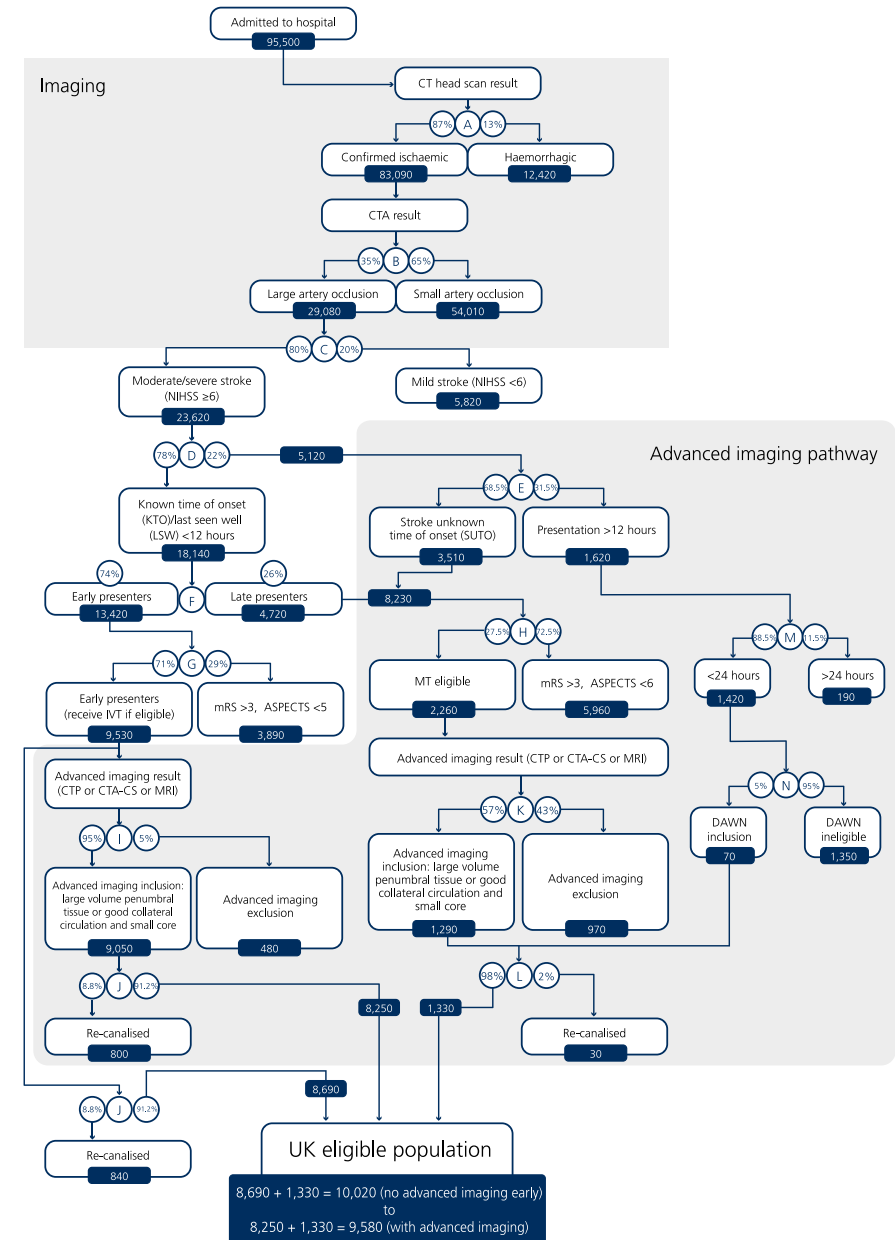 Admitted to hospital
95,500
Imaging
CT head scan result
87% A 13%
Confirmed ischaemic
83,090
Haemorrhagic
12,420
CTA result
35% B 65%
Large artery occlusion
29,080
Small artery occlusion
54,010
80% C 20%
Moderate/severe stroke
(NIHSS ≥6)
23,620
Mild stroke (NIHSS <6)
5,820
78% D 22%
5,120
Advanced imaging pathway
68.5% E 31.5%
Known time of onset
(KTO)/last seen well
(LSW) <12 hours
18,140
Stroke unknown
time of onset (SUTO)
3,510
Presentation >12 hours
1,620
74% F 26%
Early presenters
13,420
Late presenters
4,720
8,230
27.5% H 72.5%
88.5% M 11.5%
71% G 29%
Early presenters
(receive IVT if eligible)
9,530
mRS >3, ASPECTS <5
3,890
MT eligible
2,260
mRS >3, ASPECTS <6
5,960
<24 hours
1,420
>24 hours
190
Advanced imaging result
(CTP or CTA-CS or MRI)
Advanced imaging result (CTP or CTA-CS or MRI)
5% N 95%
57% K 43%
95% I 5%
DAWN
inclusion
70
DAWN
ineligible
1,350
Advanced imaging inclusion:
large volume penumbral
tissue or good collateral
circulation and small core
9,050
Advanced imaging
exclusion
480
Advanced imaging
inclusion: large volume
penumbral tissue or good
collateral circulation and
small core
1,290
Advanced imaging
exclusion
970
8.8% J 91.2%
98% L 2%
8,250
1,330
Re-canalised
800
Re-canalised
30
8,690
8.8% J 91.2%
Re-canalised
840
UK eligible population
8,690 + 1,330 = 10,020 (no advanced imaging early)
to
8,250 + 1,330 = 9,580 (with advanced imaging)